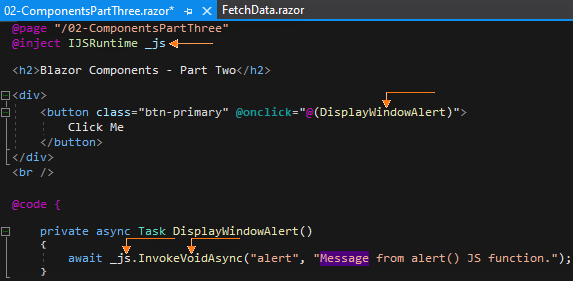 02-ComponentsPartThree.razor*
FetchData.razor
@page "/02-ComponentsPartThree"
@inject IJSRuntime _js
<h2>Blazor Components - Part Two</h2>
<div>
<button class="btn-primary" @onclick="@(DisplayWindowAlert)">
Click Me
</button>
</div>
<br />
@code {
private async Task DisplayWindowAlert()
{
await _js.InvokeVoidAsync("alert", "Message from alert() JS function.");
}